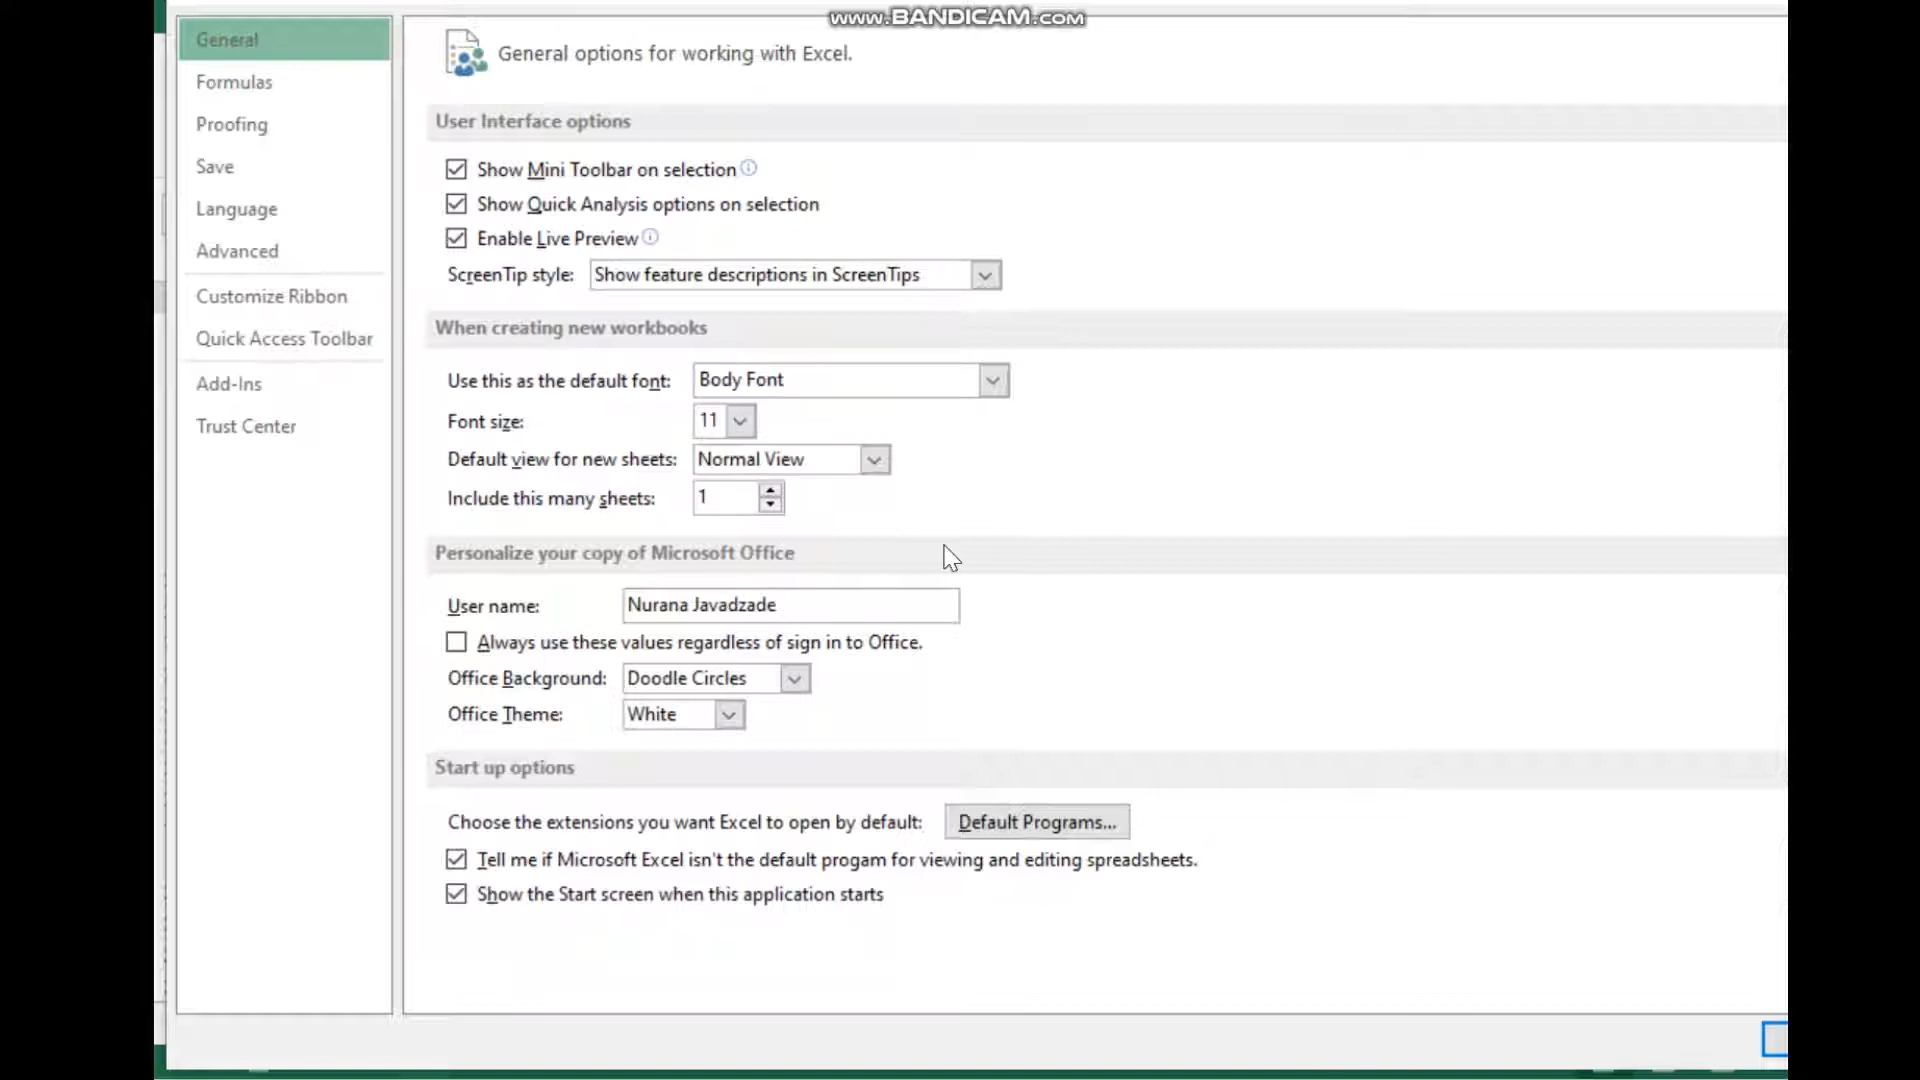 www.BANDICAM.com
General
Formulas
Proofing
Save
Language
Advanced
Customize Ribbon
Quick Access Toolbar
Add-Ins
Trust Center
General options for working with Excel.
User Interface options
Show Mini Toolbar on selection
Show Quick Analysis options on selection
Enable Live Preview
ScreenTip style: Show feature descriptions in ScreenTips
When creating new workbooks
Use this as the default font: Body Font
Font size: 11
Default view for new sheets: Normal View
Include this many sheets: 1
Personalize your copy of Microsoft Office
User name: Nurana Javadzade
Always use these values regardless of sign in to Office.
Office Background: Doodle Circles
Office Theme: White
Start up options
Choose the extensions you want Excel to open by default: Default Programs...
Tell me if Microsoft Excel isn't the default progam for viewing and editing spreadsheets.
Show the Start screen when this application starts